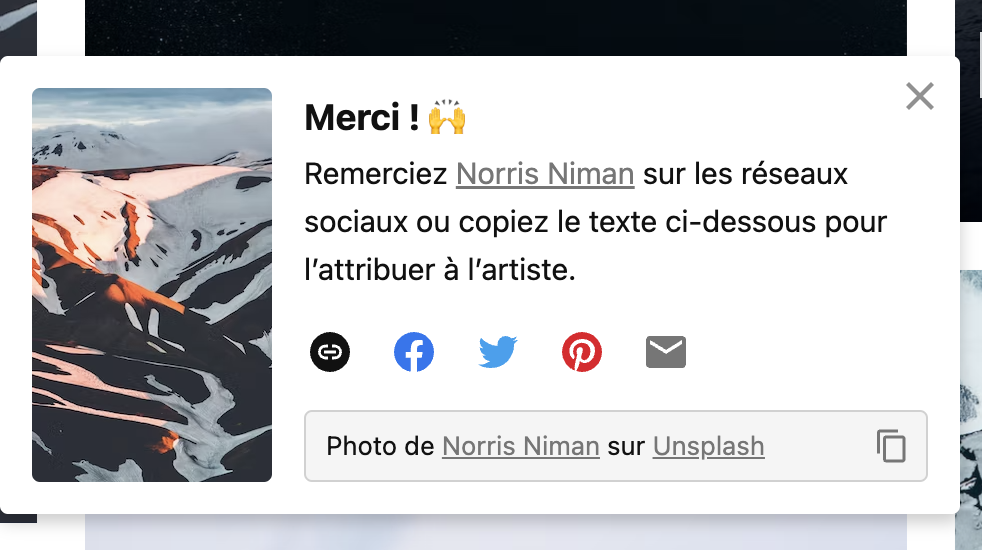 Merci ! 🙌
Remerciez Norris Niman sur les réseaux
sociaux ou copiez le texte ci-dessous pour
l’attribuer à l’artiste.
Photo de Norris Niman sur Unsplash